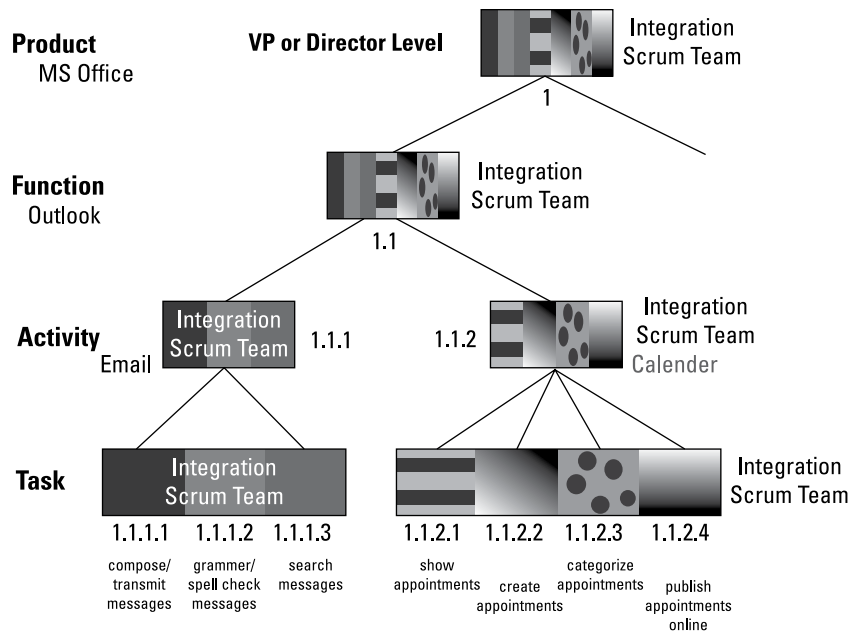 Product
MS Office
VP or Director Level
Integration
Scrum Team
1
Function
Outlook
Integration
Scrum Team
1.1
Activity
Email
Integration
Scrum Team
1.1.1
1.1.2
Integration
Scrum Team
Calender
Task
Integration
Scrum Team
Integration
Scrum Team
1.1.1.1
1.1.1.2
1.1.1.3
1.1.2.1
1.1.2.2
1.1.2.3
1.1.2.4
compose/
transmit
messages
grammer/
spell check
messages
search
messages
show
appointments
create
appointments
categorize
appointments
publish
appointments
online